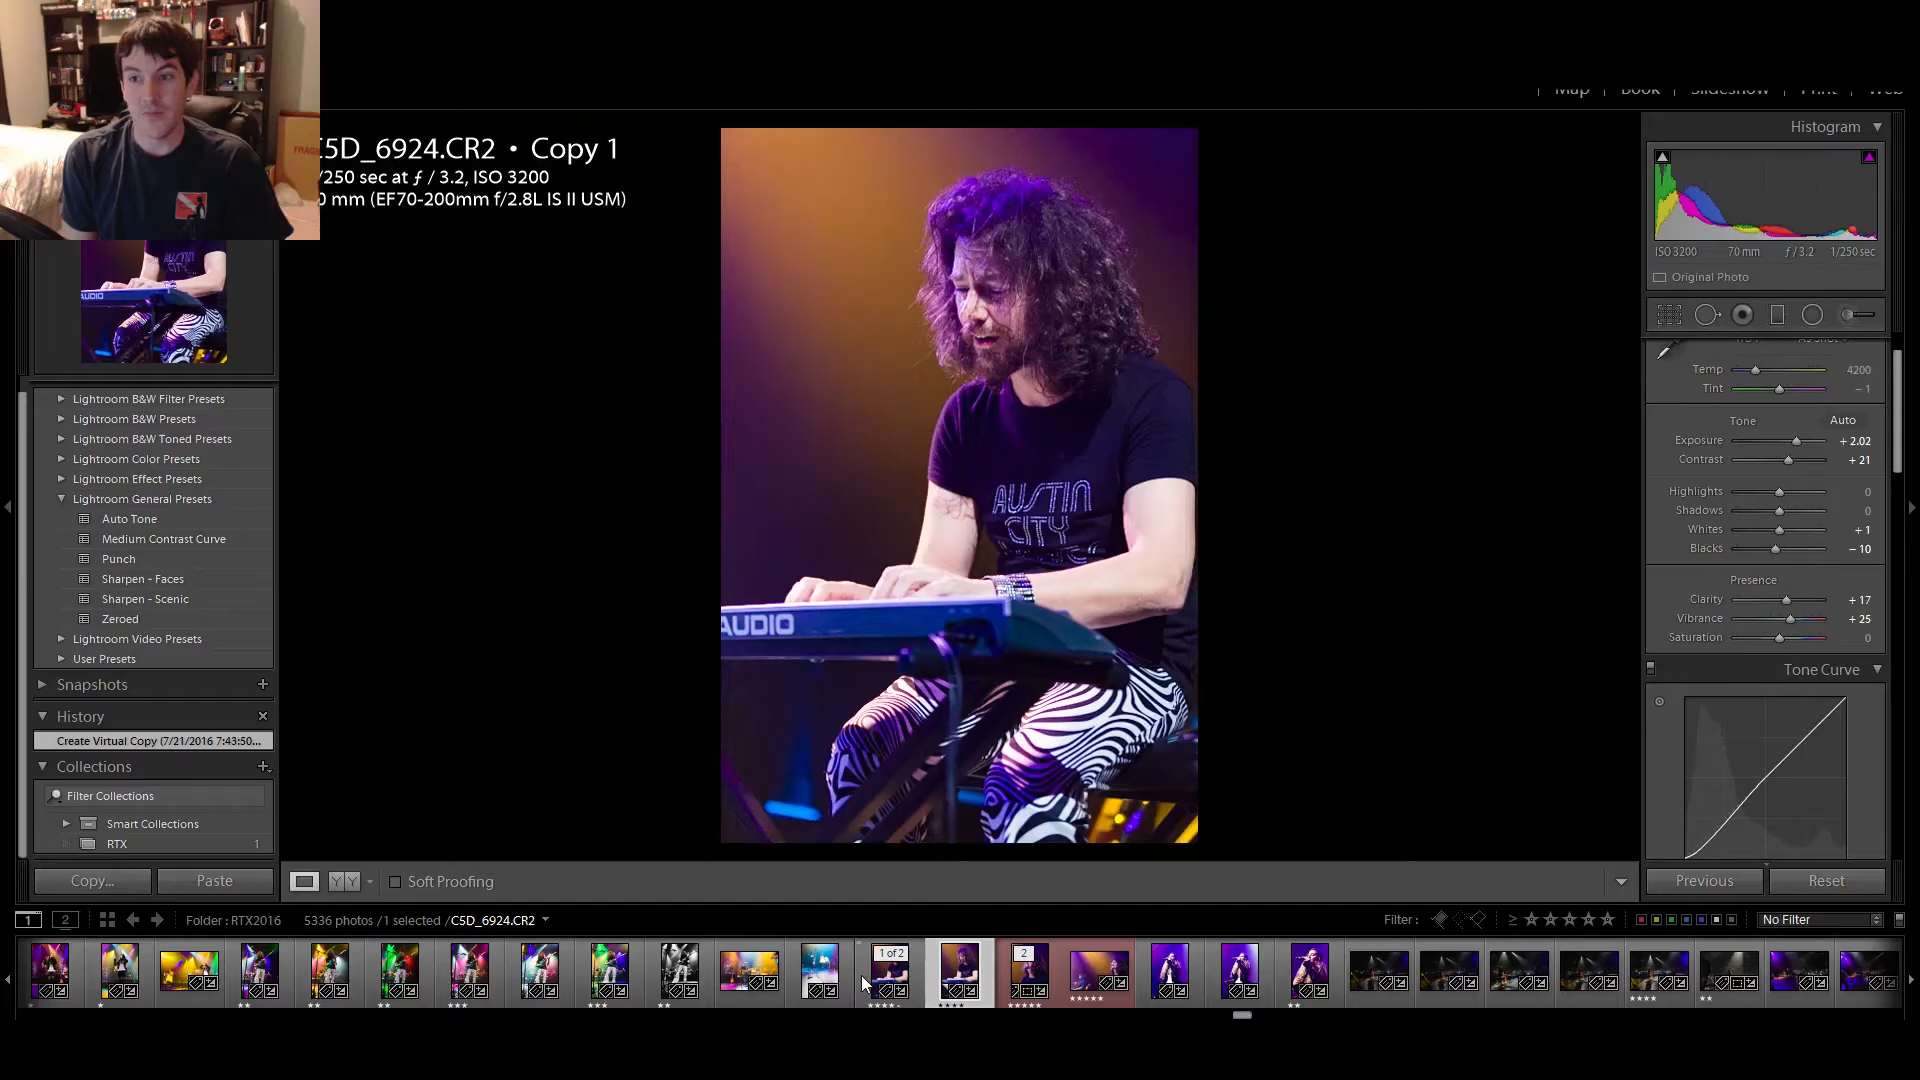 FRAGILE
C5D_6924.CR2 • Copy 1
/250 sec at ƒ / 3.2, ISO 3200
0 mm (EF70-200mm f/2.8L IS II USM)
Map | Book | Slideshow | Print | Web
Histogram
ISO 3200 70 mm ƒ / 3.2 1/250 sec
Original Photo
As Shot
Temp 4200
Tint − 1
Tone Auto
Exposure + 2.02
Contrast + 21
Highlights 0
Shadows 0
Whites + 1
Blacks − 10
Presence
Clarity + 17
Vibrance + 25
Saturation 0
Tone Curve
Previous Reset
AUSTIN
CITY
AUDIO
AUSTIN
CITY
AUDIO
Lightroom B&W Filter Presets
Lightroom B&W Presets
Lightroom B&W Toned Presets
Lightroom Color Presets
Lightroom Effect Presets
Lightroom General Presets
Auto Tone
Medium Contrast Curve
Punch
Sharpen - Faces
Sharpen - Scenic
Zeroed
Lightroom Video Presets
User Presets
Snapshots
History
Create Virtual Copy (7/21/2016 7:43:50...
Collections
Filter Collections
Smart Collections
RTX 1
Copy... Paste
Soft Proofing
1 2 Folder : RTX2016 5336 photos / 1 selected / C5D_6924.CR2 Filter : No Filter
1 of 2 2